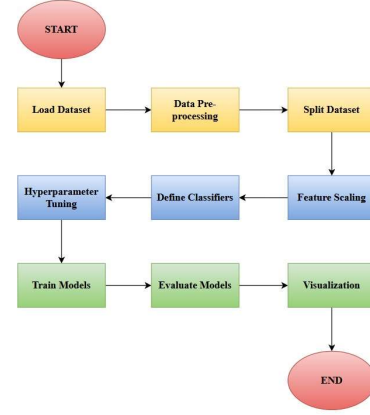 START
Load Dataset
Data Pre-
processing
Split Dataset
Feature Scaling
Define Classifiers
Hyperparameter
Tuning
Train Models
Evaluate Models
Visualization
END